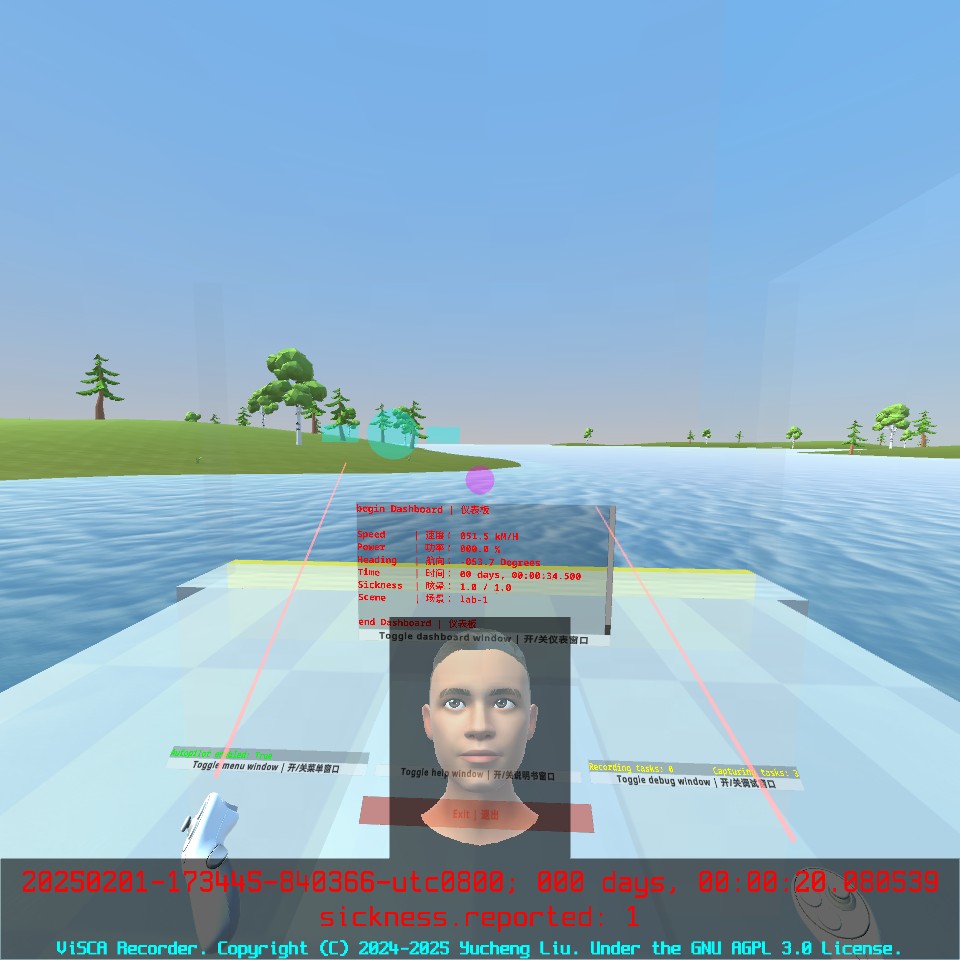 begin Dashboard | 仪表板
Speed | 速度: 051.5 kM/H
Power | 功率: 000.0 %
Heading | 航向: -053.7 Degrees
Time | 时间: 00 days, 00:00:34.500
Sickness | 眩晕: 1.0 / 1.0
Scene | 场景: lab-1
end Dashboard | 仪表板
Toggle dashboard window | 开/关仪表窗口
Autopilot enabled: True
Toggle menu window | 开/关菜单窗口
Toggle help window | 开/关说明书窗口
Recording tasks: 0 Capturing tasks: 3
Toggle debug window | 开/关调试窗口
Exit | 退出
20250201-173445-840366-utc0800; 000 days, 00:00:20.080539
sickness.reported: 1
ViSCA Recorder. Copyright (C) 2024-2025 Yucheng Liu. Under the GNU AGPL 3.0 License.